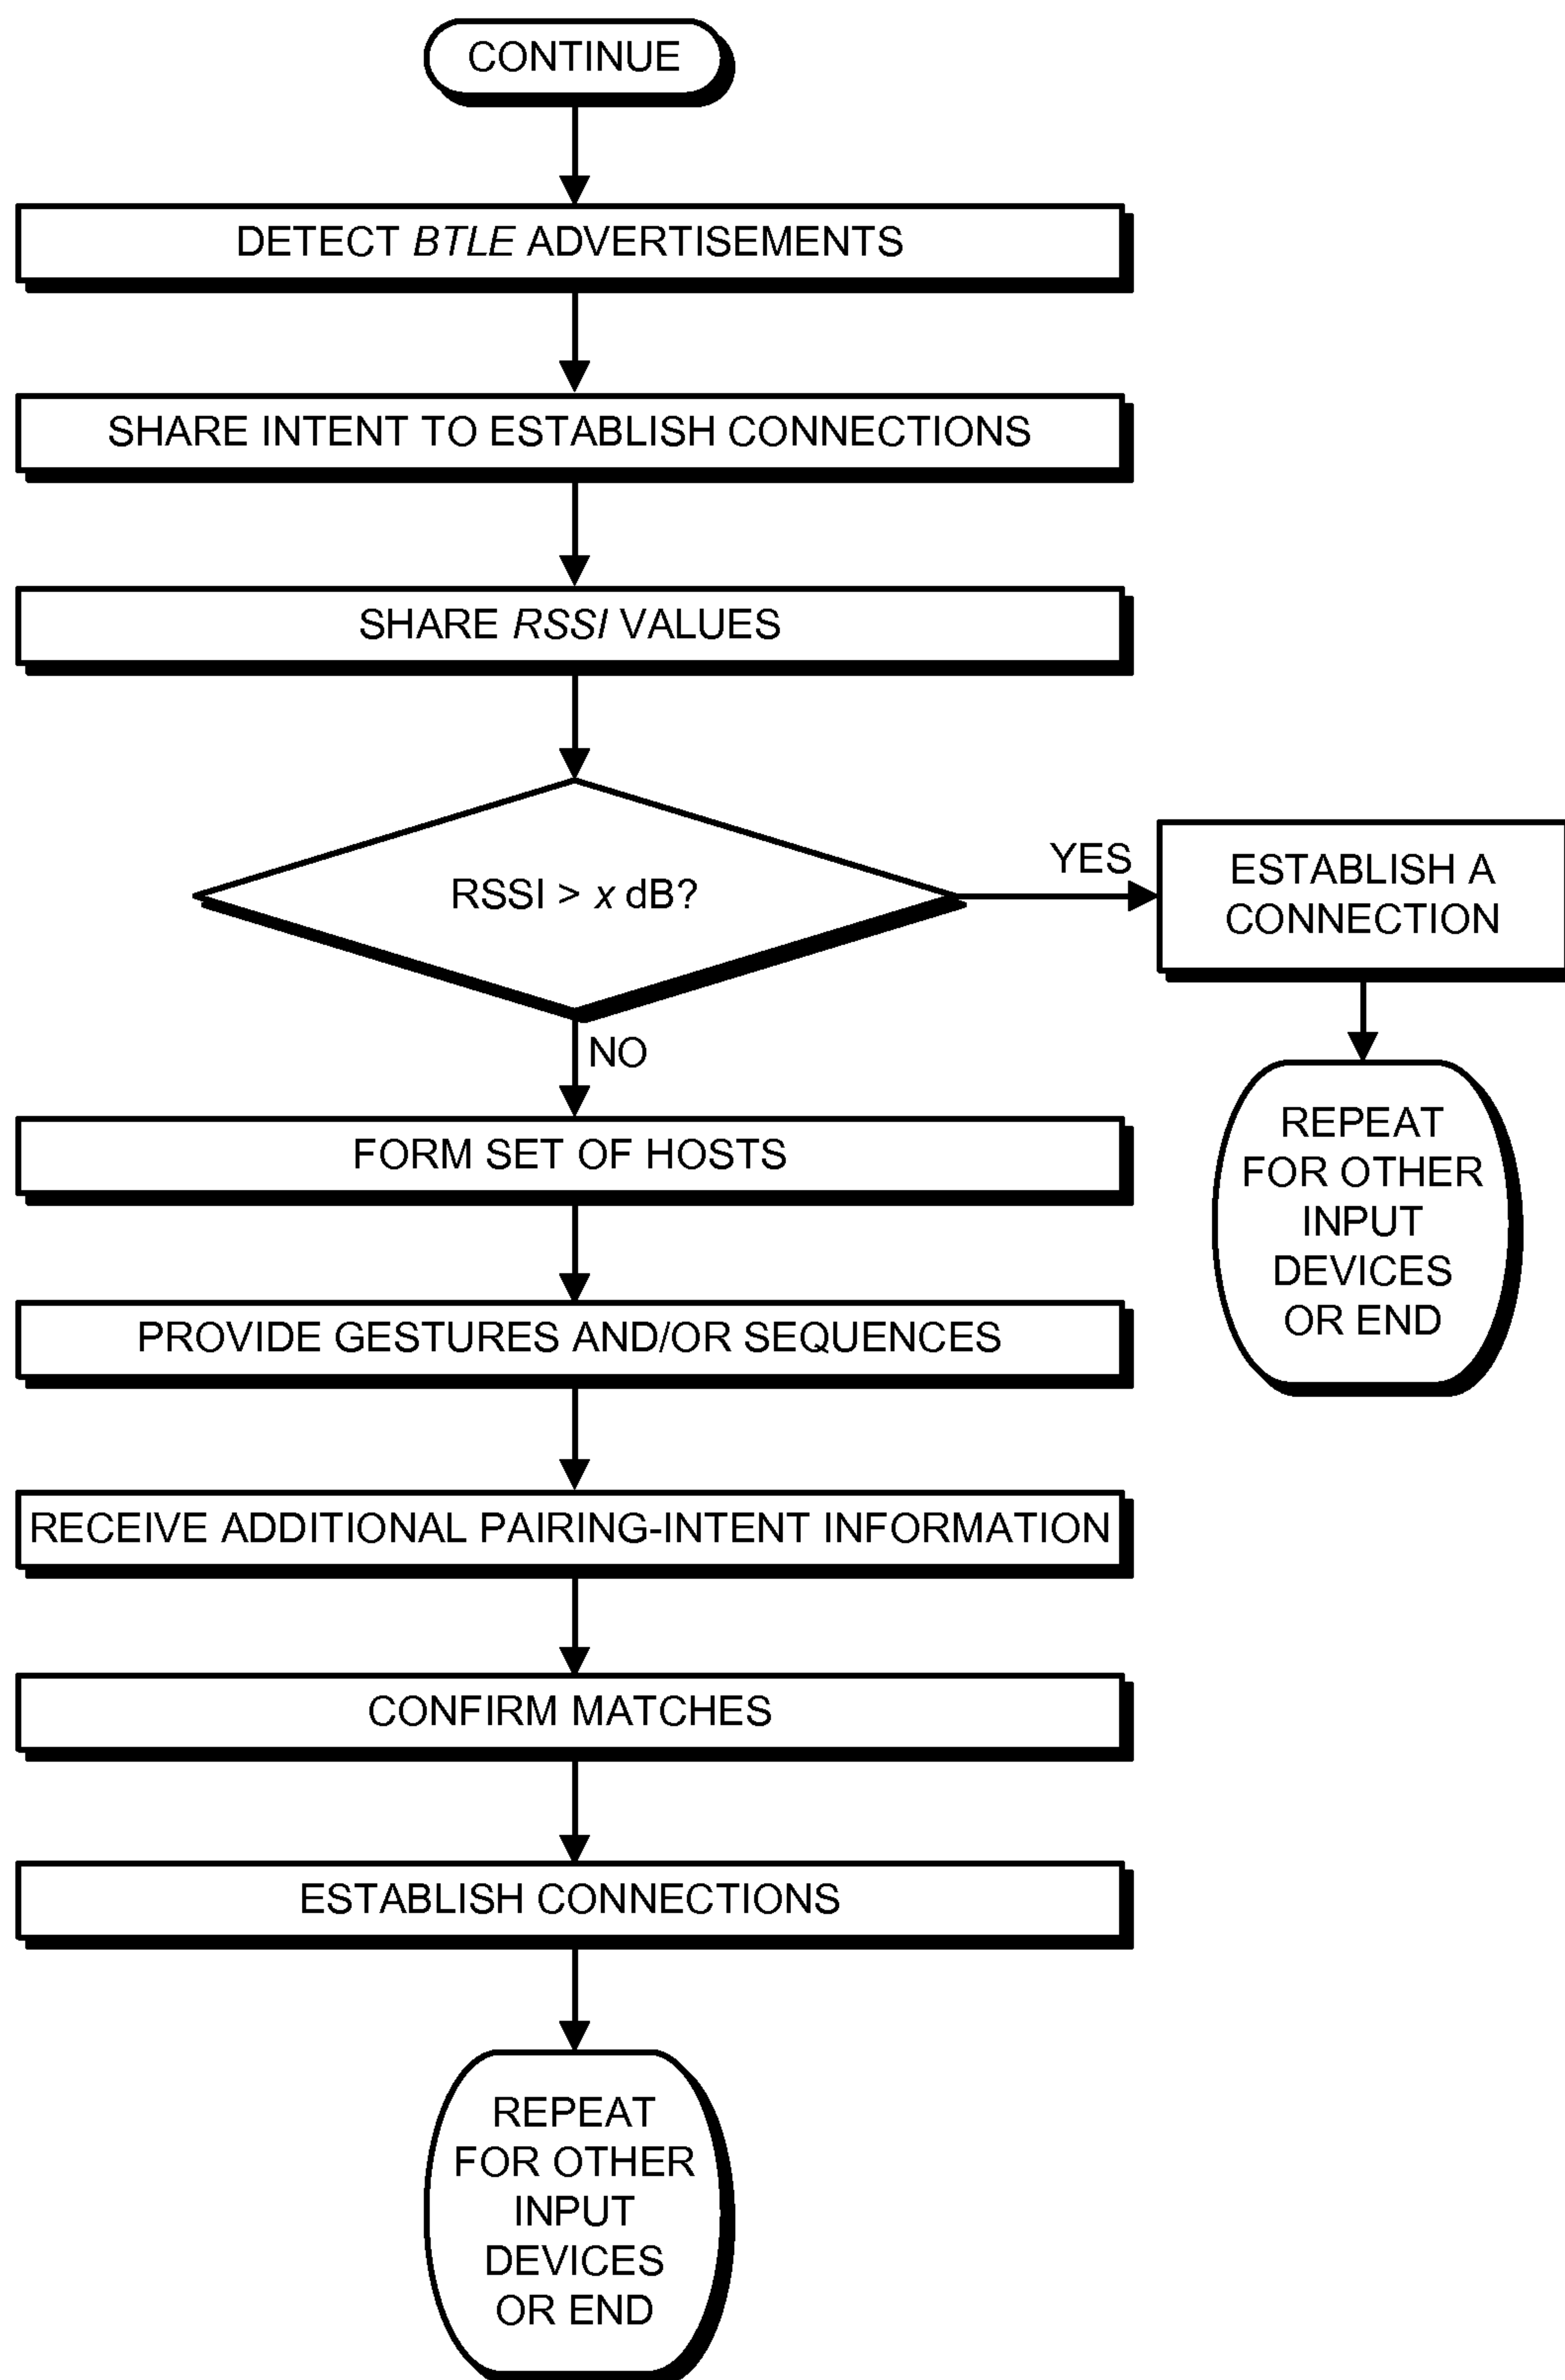 CONTINUE
DETECT BTLE ADVERTISEMENTS
SHARE INTENT TO ESTABLISH CONNECTIONS
SHARE RSSI VALUES
RSSI > x dB?
YES
ESTABLISH A
CONNECTION
REPEAT
FOR OTHER
INPUT
DEVICES
OR END
NO
FORM SET OF HOSTS
PROVIDE GESTURES AND/OR SEQUENCES
RECEIVE ADDITIONAL PAIRING-INTENT INFORMATION
CONFIRM MATCHES
ESTABLISH CONNECTIONS
REPEAT
FOR OTHER
INPUT
DEVICES
OR END